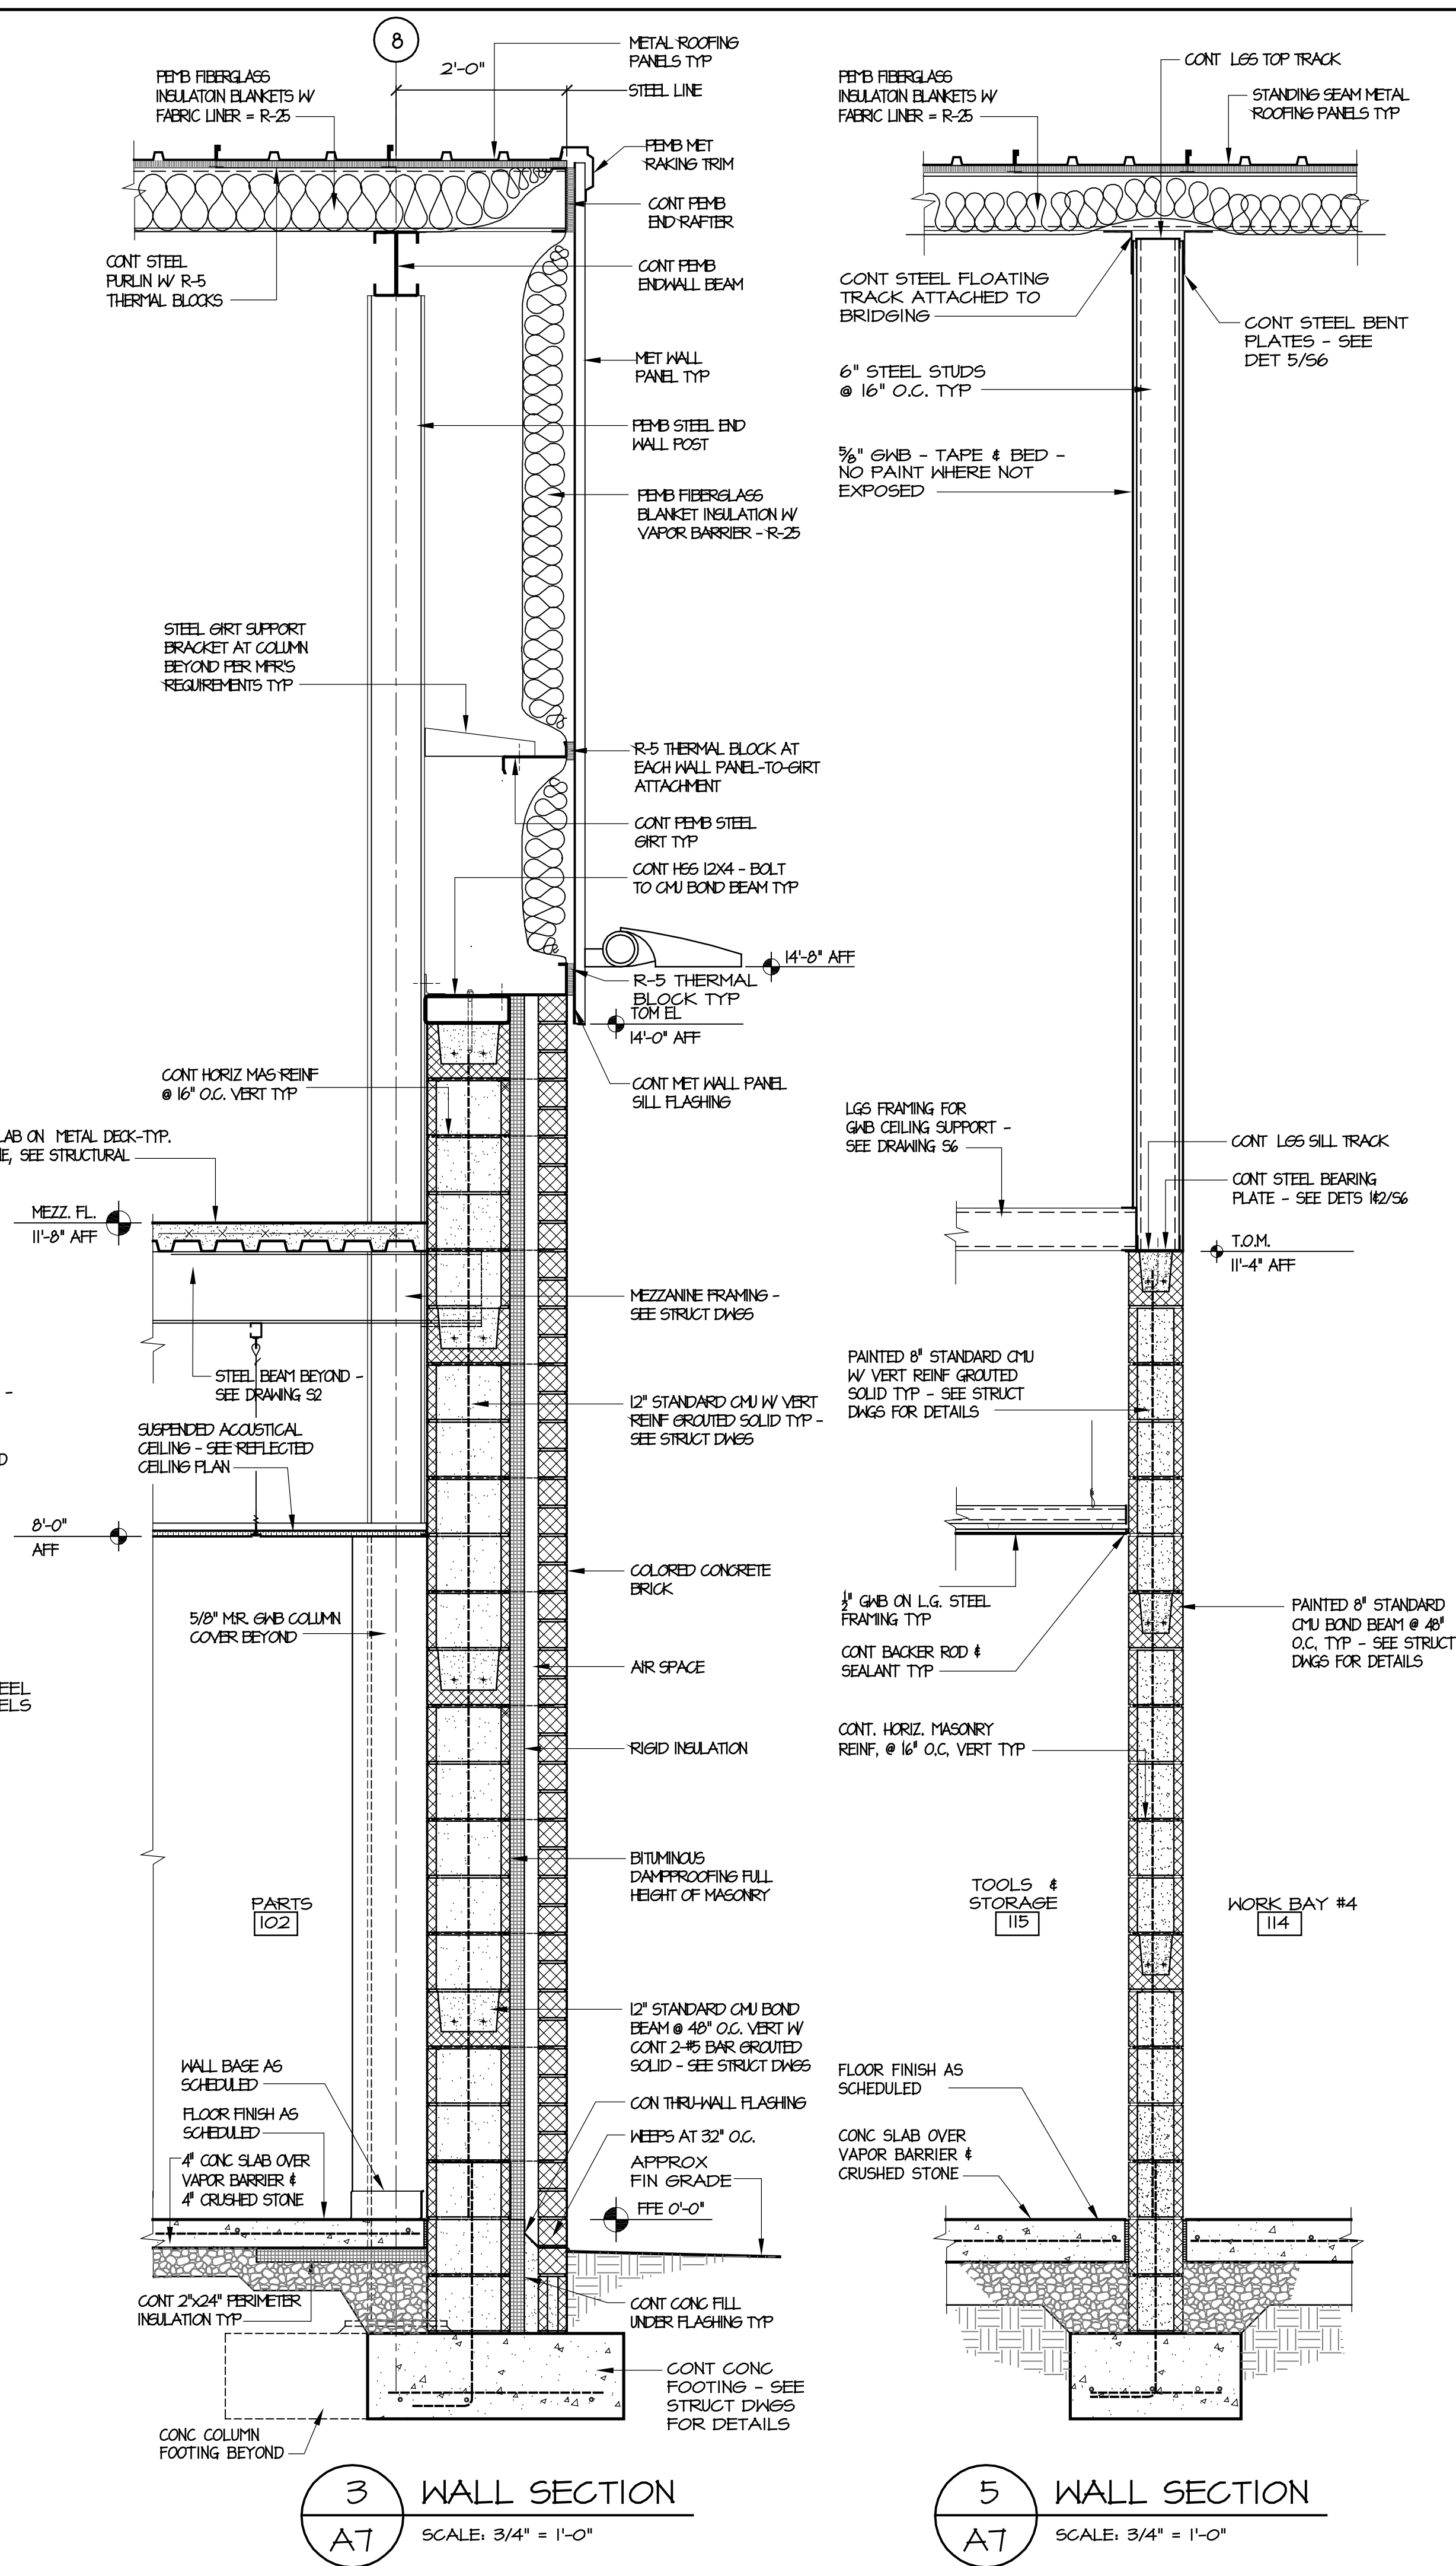 8
2'-0"
METAL ROOFING
PANELS TYP
STEEL LINE
PEMB FIBERGLASS
INSULATOIN BLANKETS W/
FABRIC LINER = R-25
PEMB MET
RAKING TRIM
CONT PEMB
END RAFTER
CONT STEEL
PURLIN W/ R-5
THERMAL BLOCKS
CONT PEMB
ENDWALL BEAM
MET WALL
PANEL TYP
PEMB STEEL END
WALL POST
PEMB FIBERGLASS
BLANKET INSULATION W/
VAPOR BARRIER - R-25
STEEL GIRT SUPPORT
BRACKET AT COLUMN
BEYOND PER MFR'S
REQUIREMENTS TYP
R-5 THERMAL BLOCK AT
EACH WALL PANEL-TO-GIRT
ATTACHMENT
CONT PEMB STEEL
GIRT TYP
CONT HSS 12X4 - BOLT
TO CMU BOND BEAM TYP
14'-8" AFF
R-5 THERMAL
BLOCK TYP
TOM EL
14'-0" AFF
CONT HORIZ MAS REINF
@ 16" O.C. VERT TYP
CONT MET WALL PANEL
SILL FLASHING
LAB ON METAL DECK-TYP.
E, SEE STRUCTURAL
MEZZ. FL.
11'-8" AFF
MEZZANINE FRAMING -
SEE STRUCT DWGS
STEEL BEAM BEYOND -
SEE DRAWING S2
-
12" STANDARD CMU W/ VERT
REINF GROUTED SOLID TYP -
SEE STRUCT DWGS
SUSPENDED ACOUSTICAL
CEILING - SEE REFLECTED
CEILING PLAN
D
8'-0"
AFF
COLORED CONCRETE
BRICK
5/8" M.R. GWB COLUMN
COVER BEYOND
AIR SPACE
EEL
ELS
RIGID INSULATION
BITUMINOUS
DAMPPROOFING FULL
HEIGHT OF MASONRY
PARTS
102
12" STANDARD CMU BOND
BEAM @ 48" O.C. VERT W/
CONT 2-#5 BAR GROUTED
SOLID - SEE STRUCT DWGS
WALL BASE AS
SCHEDULED
CON THRU-WALL FLASHING
FLOOR FINISH AS
SCHEDULED
WEEPS AT 32" O.C.
4" CONC SLAB OVER
VAPOR BARRIER &
4" CRUSHED STONE
APPROX
FIN GRADE
FFE 0'-0"
CONT 2"x24" PERIMETER
INSULATION TYP
CONT CONC FILL
UNDER FLASHING TYP
CONT CONC
FOOTING - SEE
STRUCT DWGS
FOR DETAILS
CONC COLUMN
FOOTING BEYOND
3
A7
WALL SECTION
SCALE: 3/4" = 1'-0"
CONT LGS TOP TRACK
PEMB FIBERGLASS
INSULATOIN BLANKETS W/
FABRIC LINER = R-25
STANDING SEAM METAL
ROOFING PANELS TYP
CONT STEEL FLOATING
TRACK ATTACHED TO
BRIDGING
CONT STEEL BENT
PLATES - SEE
DET 5/S6
6" STEEL STUDS
@ 16" O.C. TYP
5/8" GWB - TAPE & BED -
NO PAINT WHERE NOT
EXPOSED
LGS FRAMING FOR
GWB CEILING SUPPORT -
SEE DRAWING S6
CONT LGS SILL TRACK
CONT STEEL BEARING
PLATE - SEE DETS 1&2/S6
T.O.M.
11'-4" AFF
PAINTED 8" STANDARD CMU
W/ VERT REINF GROUTED
SOLID TYP - SEE STRUCT
DWGS FOR DETAILS
1/2" GWB ON L.G. STEEL
FRAMING TYP
CONT BACKER ROD &
SEALANT TYP
PAINTED 8" STANDARD
CMU BOND BEAM @ 48"
O.C, TYP - SEE STRUCT
DWGS FOR DETAILS
CONT. HORIZ. MASONRY
REINF, @ 16" O.C, VERT TYP
TOOLS &
STORAGE
115
WORK BAY #4
114
FLOOR FINISH AS
SCHEDULED
CONC SLAB OVER
VAPOR BARRIER &
CRUSHED STONE
5
A7
WALL SECTION
SCALE: 3/4" = 1'-0"